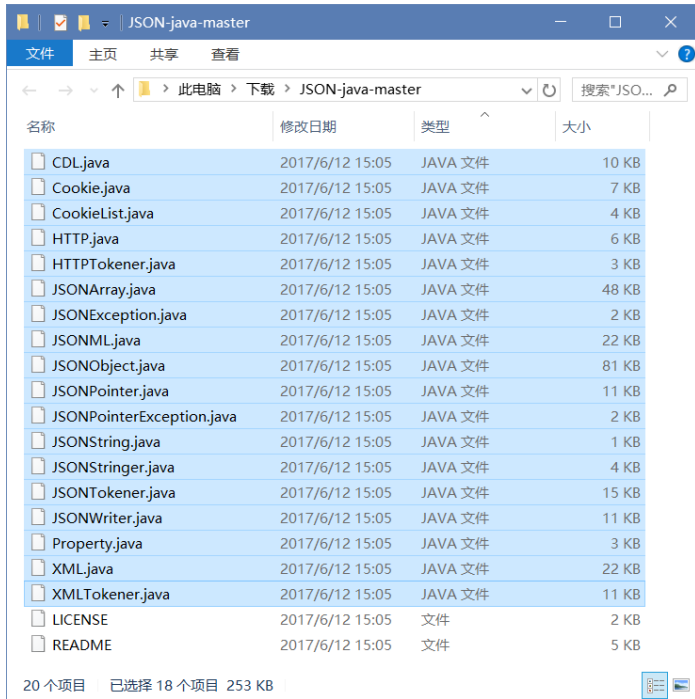 JSON-java-master
文件 主页 共享 查看
此电脑 > 下载 > JSON-java-master 搜索"JSO...
名称 修改日期 类型 大小
CDL.java 2017/6/12 15:05 JAVA 文件 10 KB
Cookie.java 2017/6/12 15:05 JAVA 文件 7 KB
CookieList.java 2017/6/12 15:05 JAVA 文件 4 KB
HTTP.java 2017/6/12 15:05 JAVA 文件 6 KB
HTTPTokener.java 2017/6/12 15:05 JAVA 文件 3 KB
JSONArray.java 2017/6/12 15:05 JAVA 文件 48 KB
JSONException.java 2017/6/12 15:05 JAVA 文件 2 KB
JSONML.java 2017/6/12 15:05 JAVA 文件 22 KB
JSONObject.java 2017/6/12 15:05 JAVA 文件 81 KB
JSONPointer.java 2017/6/12 15:05 JAVA 文件 11 KB
JSONPointerException.java 2017/6/12 15:05 JAVA 文件 2 KB
JSONString.java 2017/6/12 15:05 JAVA 文件 1 KB
JSONStringer.java 2017/6/12 15:05 JAVA 文件 4 KB
JSONTokener.java 2017/6/12 15:05 JAVA 文件 15 KB
JSONWriter.java 2017/6/12 15:05 JAVA 文件 11 KB
Property.java 2017/6/12 15:05 JAVA 文件 3 KB
XML.java 2017/6/12 15:05 JAVA 文件 22 KB
XMLTokener.java 2017/6/12 15:05 JAVA 文件 11 KB
LICENSE 2017/6/12 15:05 文件 2 KB
README 2017/6/12 15:05 文件 5 KB
20 个项目 已选择 18 个项目 253 KB